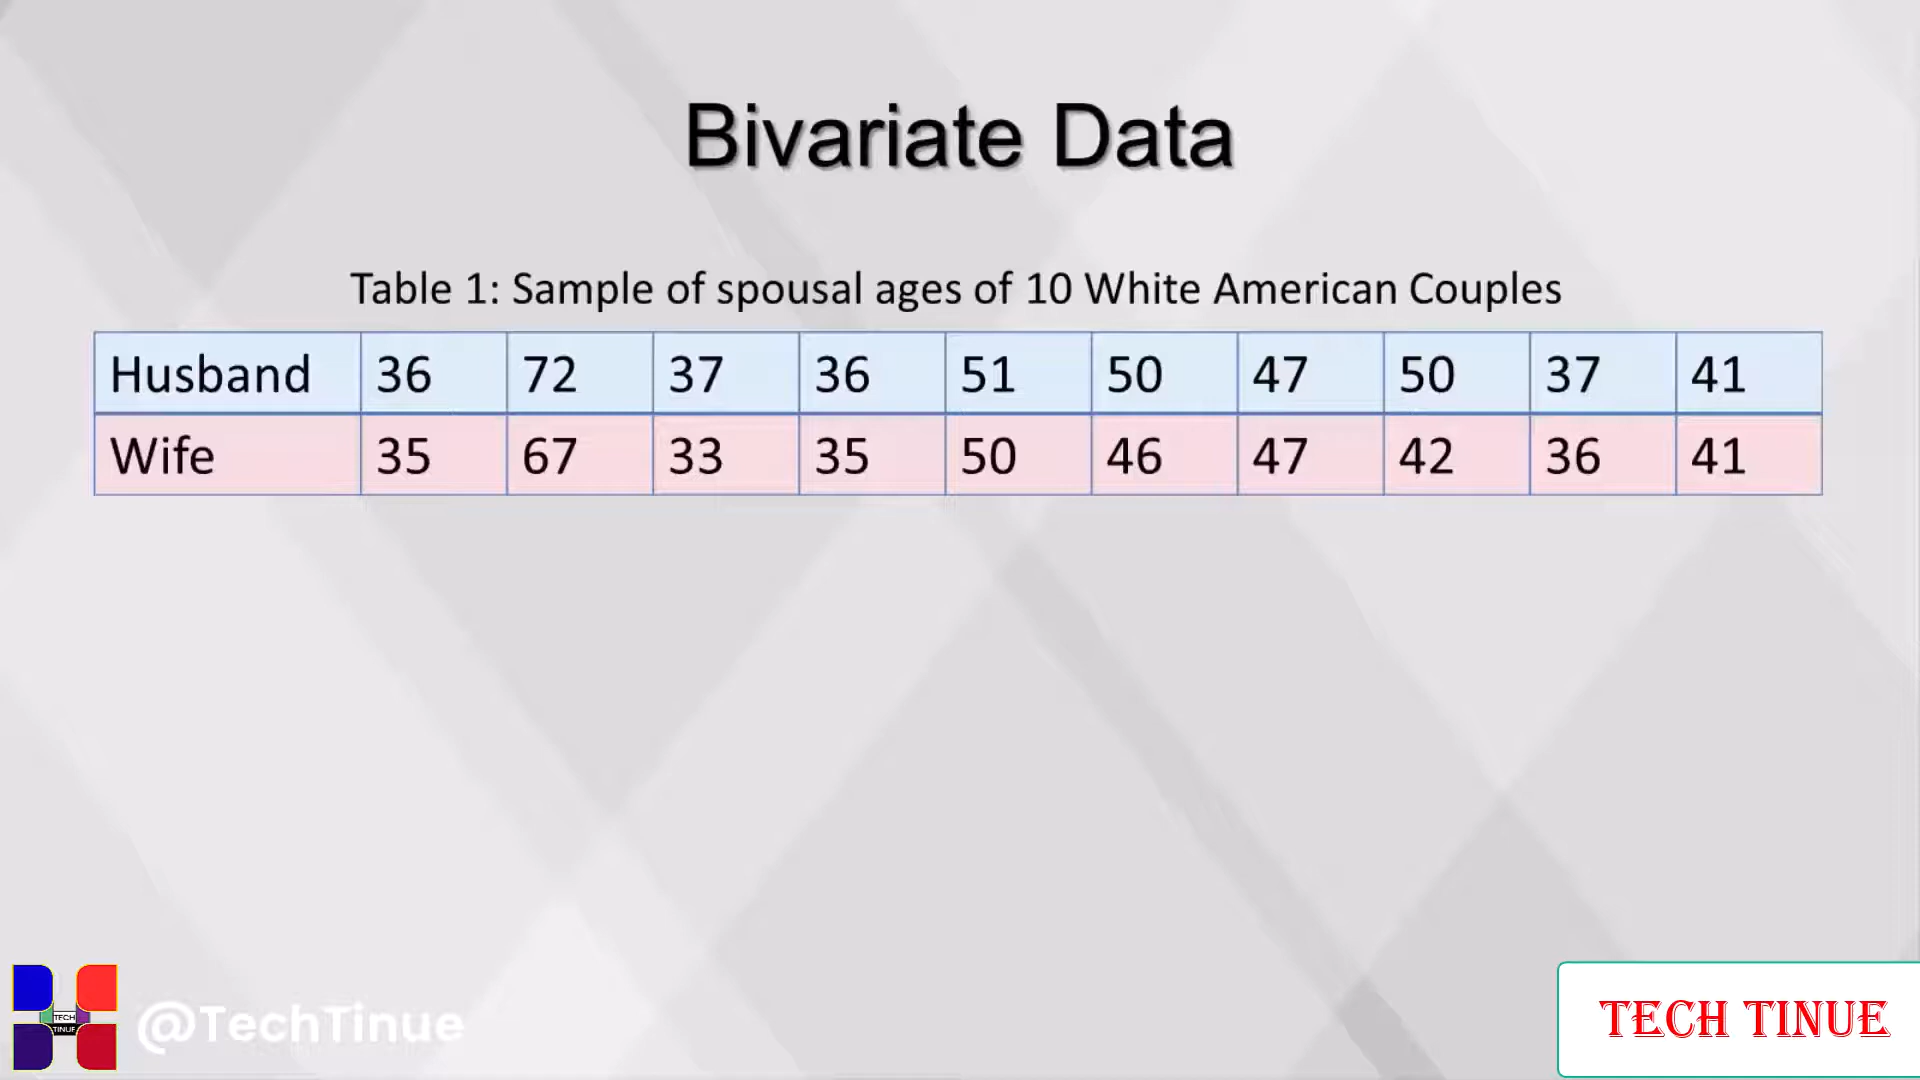 Bivariate Data
Table 1: Sample of spousal ages of 10 White American Couples
Husband 36 72 37 36 51 50 47 50 37 41
Wife 35 67 33 35 50 46 47 42 36 41
TECH
TINUE
@TechTinue
TECH TINUE